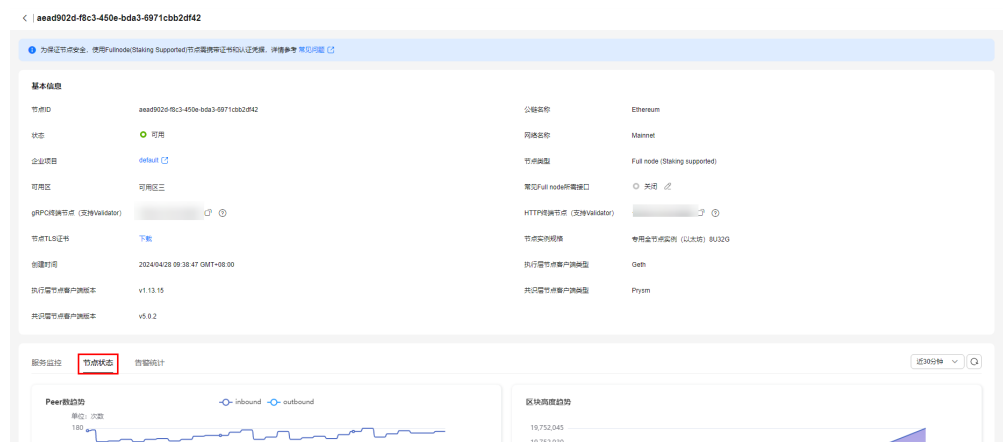 aead902d-f8c3-450e-bda3-6971cbb2df42
为保证节点安全，使用Fullnode(Staking Supported)节点需携带证书和认证凭据，详情参考 常见问题
基本信息
节点ID aead902d-f8c3-450e-bda3-6971cbb2df42 公链名称 Ethereum
状态 可用 网络名称 Mainnet
企业项目 default 节点类型 Full node (Staking supported)
可用区 可用区三 常见Full node所需接口 关闭
gRPC终端节点（支持Validator） HTTP终端节点（支持Validator）
节点TLS证书 下载 节点实例规格 专用全节点实例（以太坊）8U32G
创建时间 2024/04/28 09:38:47 GMT+08:00 执行层节点客户端类型 Geth
执行层节点客户端版本 v1.13.15 共识层节点客户端类型 Prysm
共识层节点客户端版本 v5.0.2
服务监控 节点状态 告警统计 近30分钟
Peer数趋势 inbound outbound 区块高度趋势
单位：次数
180 19,752,045